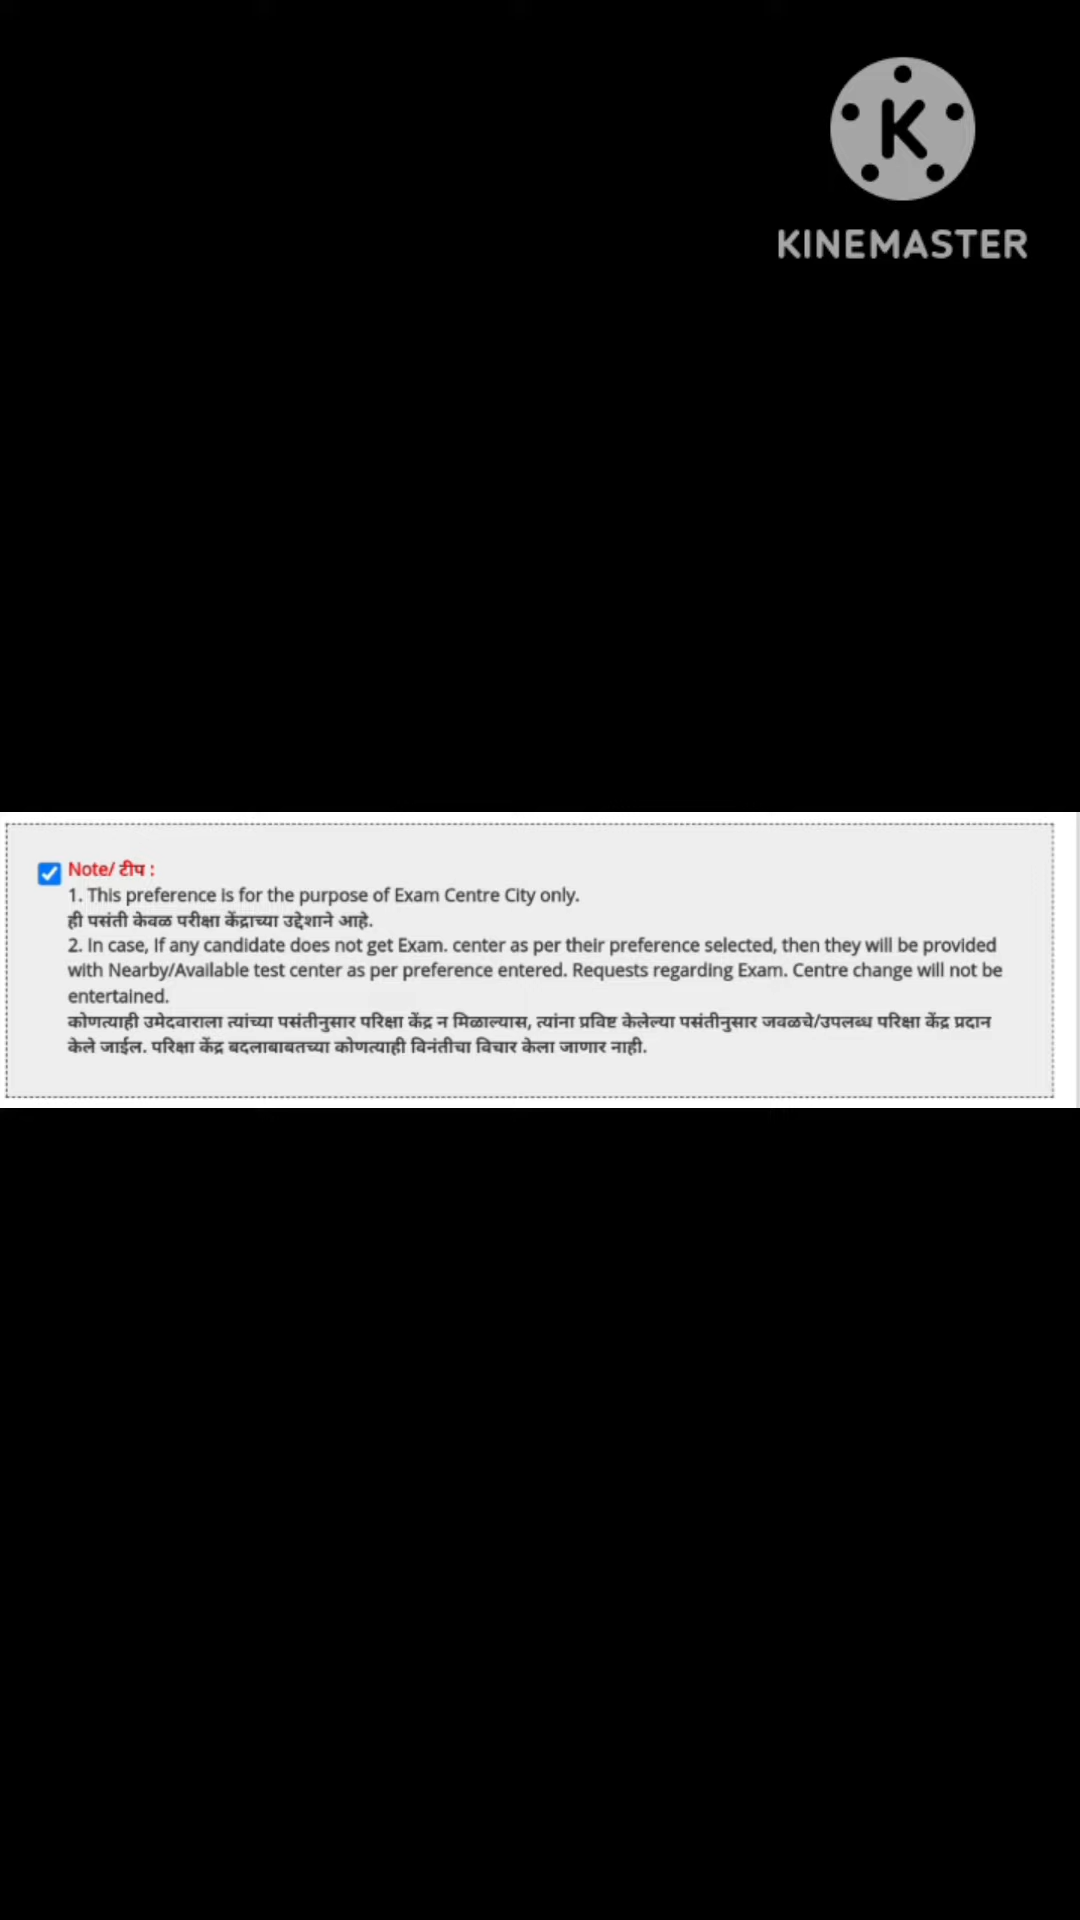 K
KINEMASTER
Note/ टीप :
1. This preference is for the purpose of Exam Centre City only.
ही पसंती केवळ परीक्षा केंद्राच्या उद्देशाने आहे.
2. In case, If any candidate does not get Exam. center as per their preference selected, then they will be provided
with Nearby/Available test center as per preference entered. Requests regarding Exam. Centre change will not be
entertained.
कोणत्याही उमेदवाराला त्यांच्या पसंतीनुसार परिक्षा केंद्र न मिळाल्यास, त्यांना प्रविष्ट केलेल्या पसंतीनुसार जवळचे/उपलब्ध परिक्षा केंद्र प्रदान
केले जाईल. परिक्षा केंद्र बदलाबाबतच्या कोणत्याही विनंतीचा विचार केला जाणार नाही.